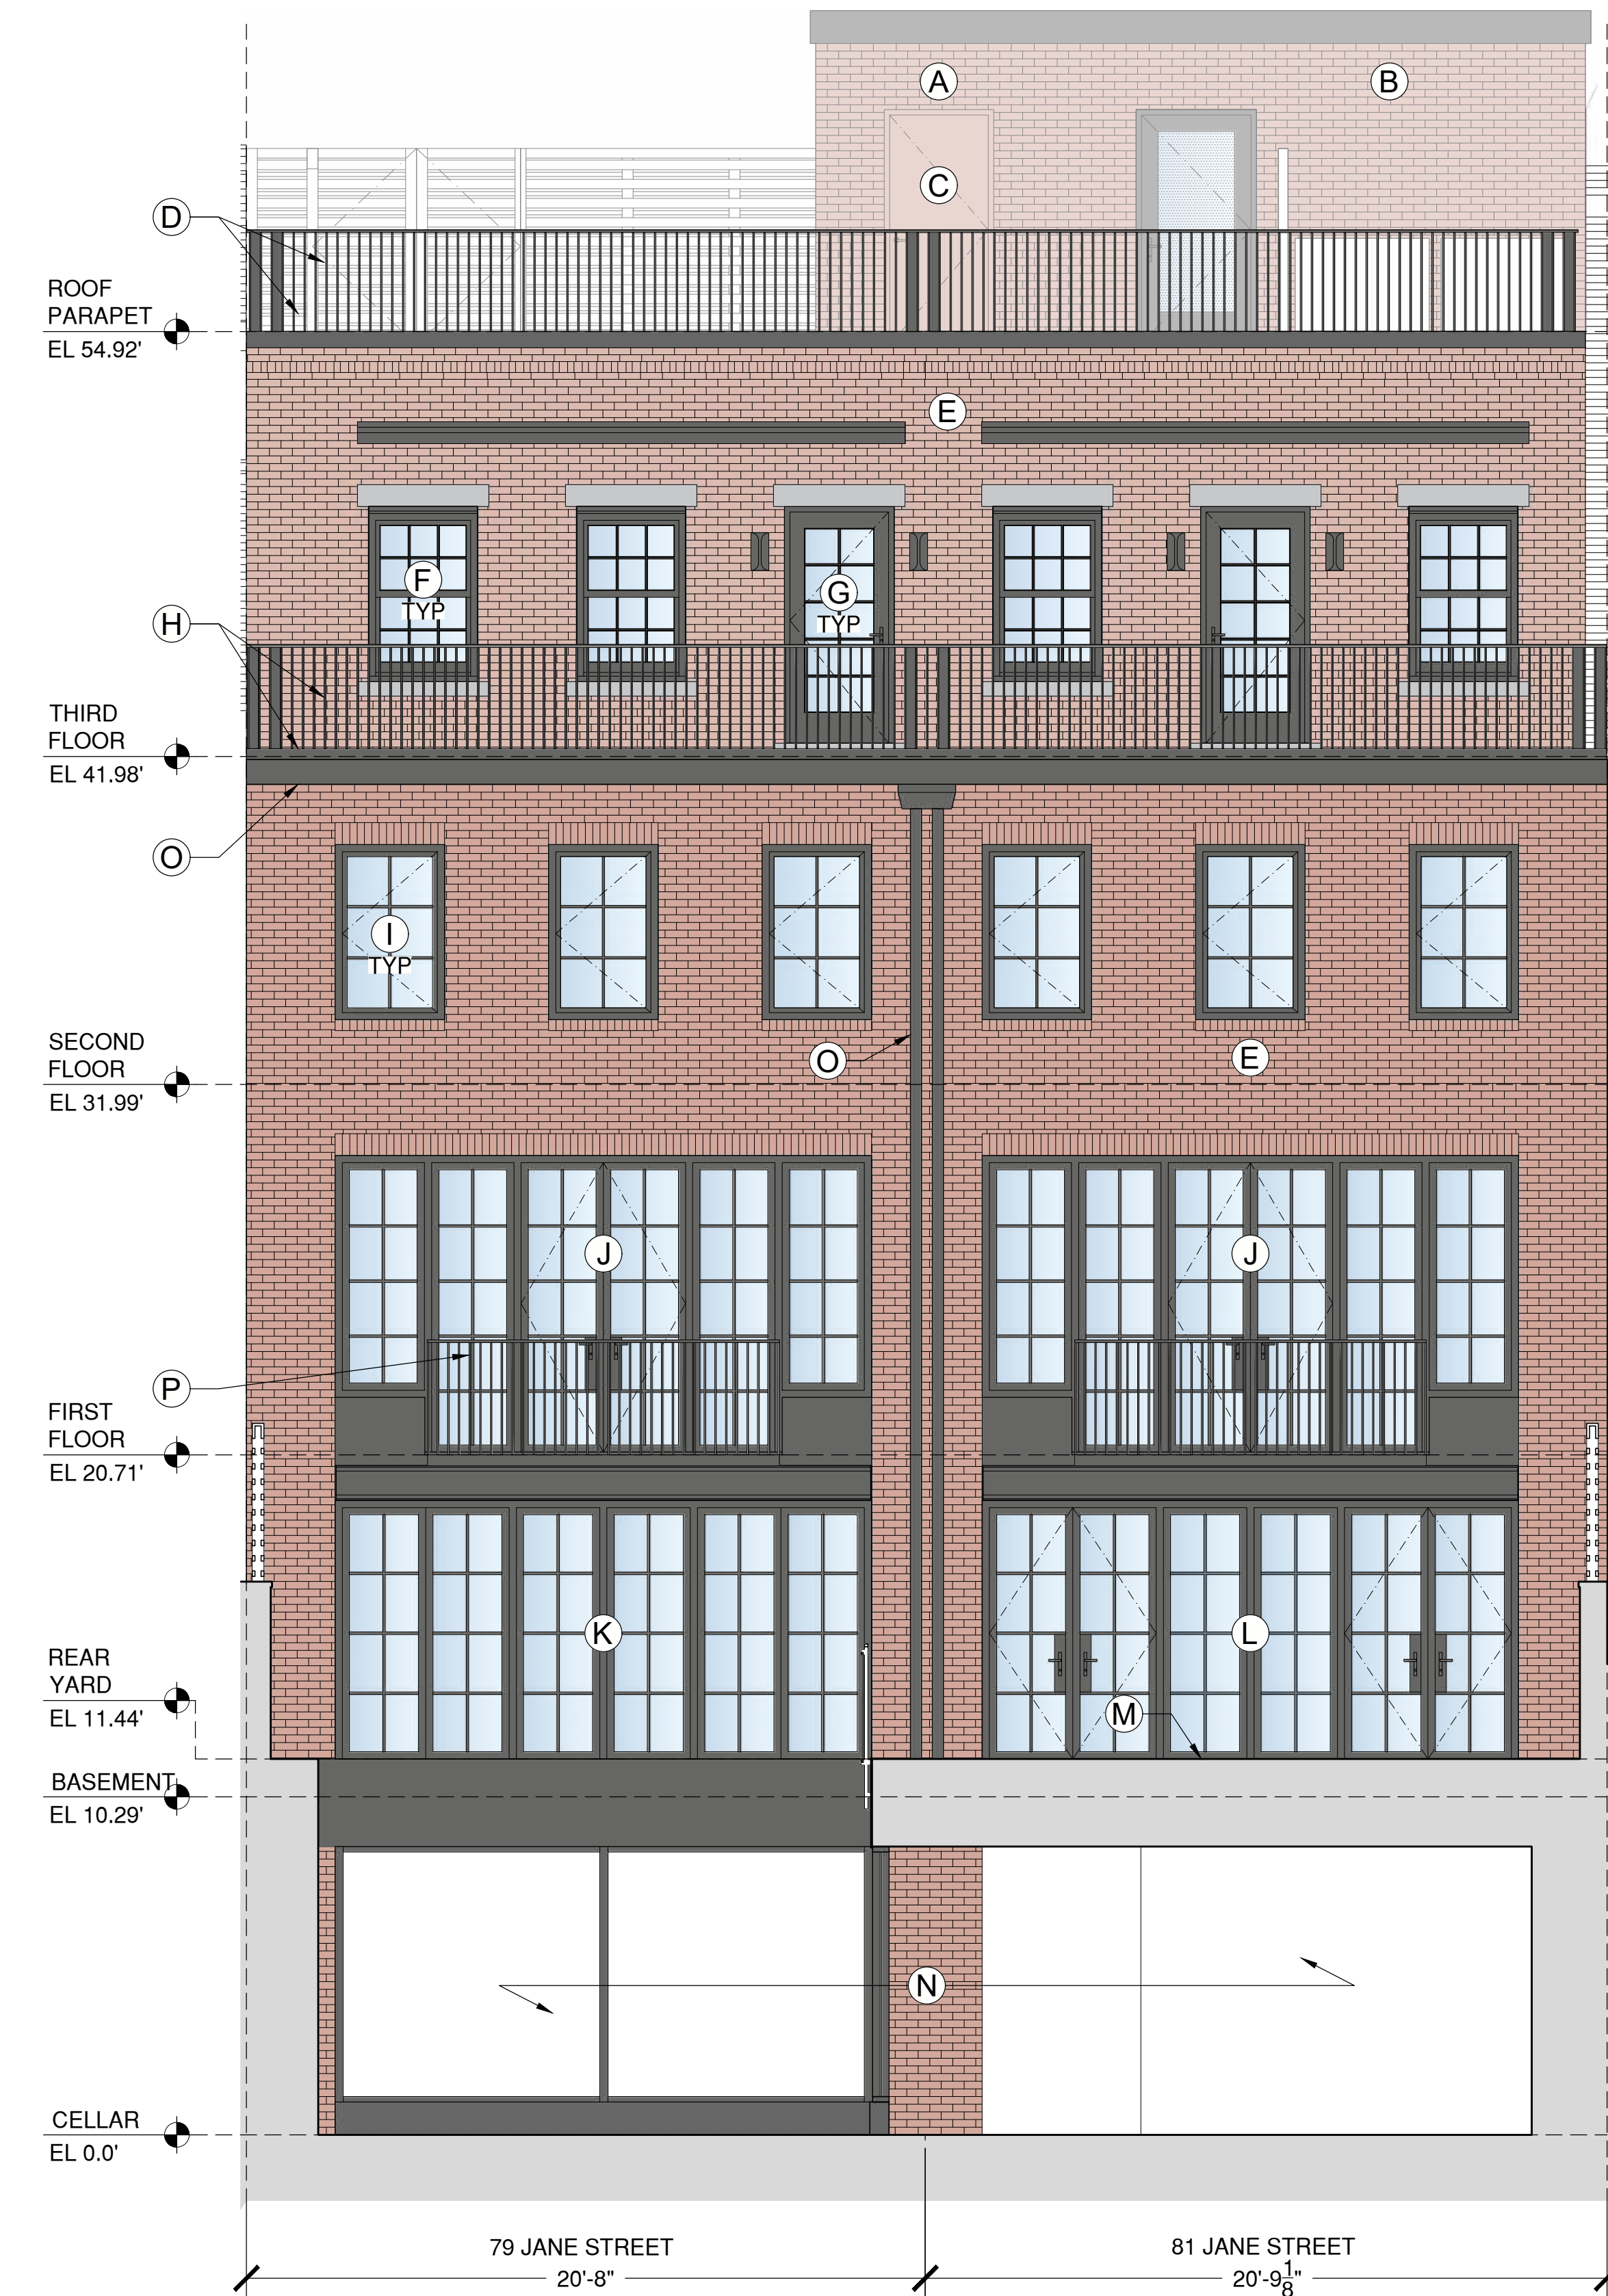 A
B
C
D
ROOF
PARAPET
EL 54.92'
E
F
TYP
G
TYP
H
THIRD
FLOOR
EL 41.98'
O
I
TYP
SECOND
FLOOR
EL 31.99'
O
E
J
J
P
FIRST
FLOOR
EL 20.71'
K
L
REAR
YARD
EL 11.44'
M
BASEMENT
EL 10.29'
N
CELLAR
EL 0.0'
79 JANE STREET
81 JANE STREET
20'-8"
20'-9 1/8"